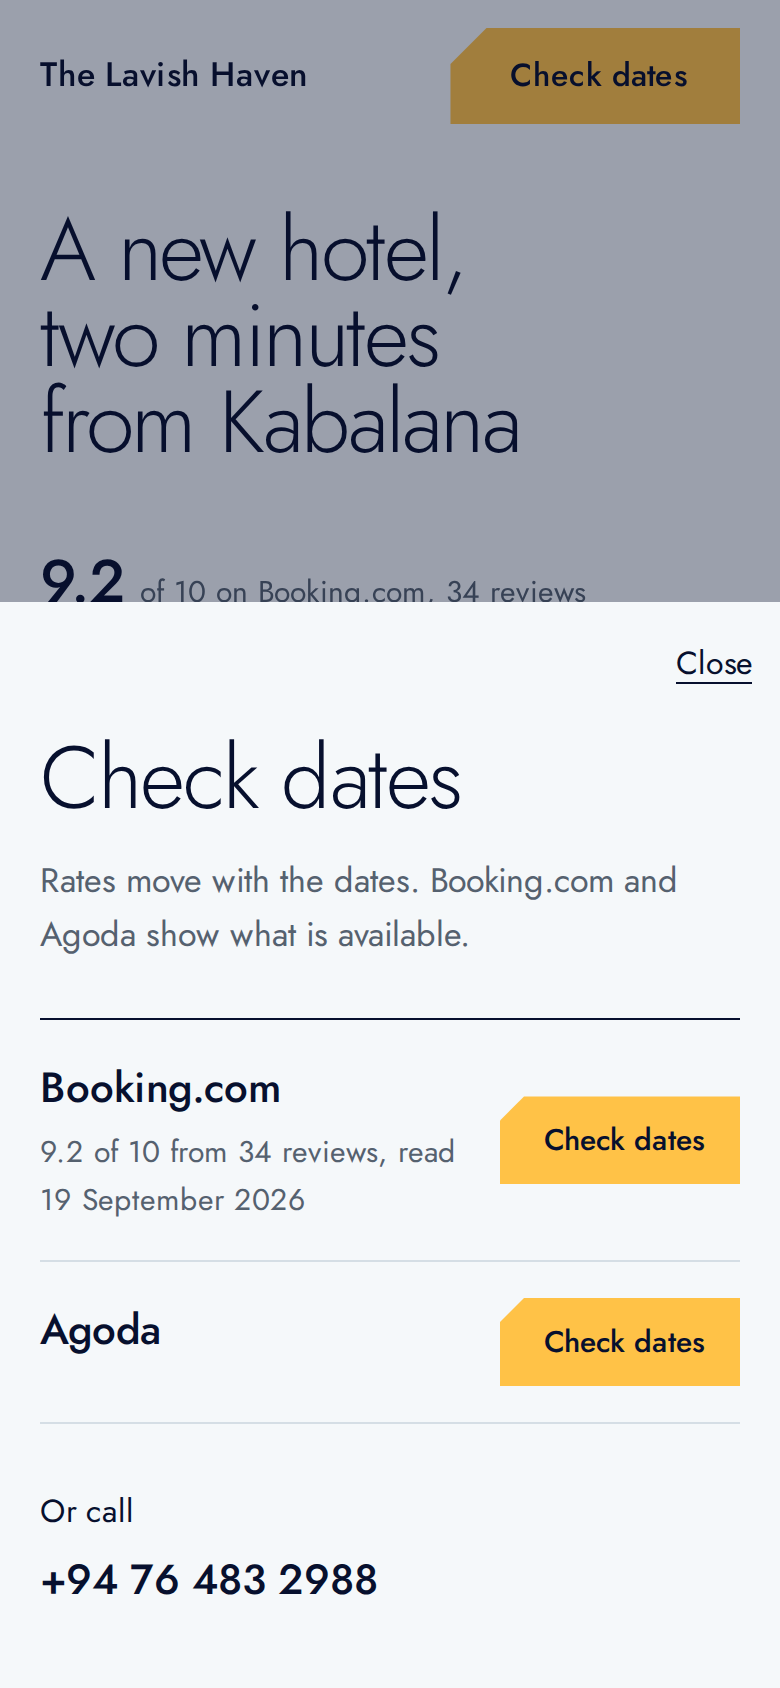 The Lavish Haven
Check dates
A new hotel,
two minutes
from Kabalana
9.2 of 10 on Booking.com, 34 reviews
Close
Check dates
Rates move with the dates. Booking.com and
Agoda show what is available.
Booking.com
9.2 of 10 from 34 reviews, read
19 September 2026
Check dates
Agoda
Check dates
Or call
+94 76 483 2988